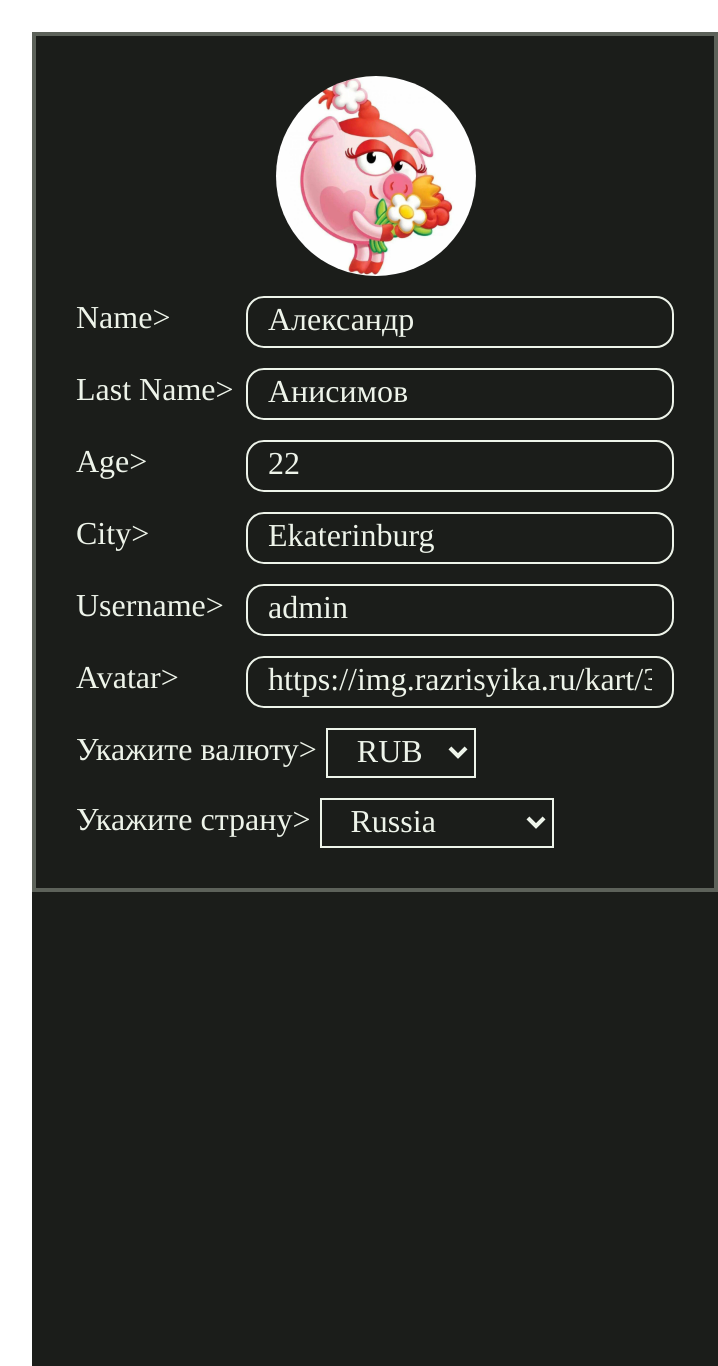 Name> Александр
Last Name> Анисимов
Age> 22
City> Ekaterinburg
Username> admin
Avatar> https://img.razrisyika.ru/kart/3
Укажите валюту> RUB
Укажите страну> Russia